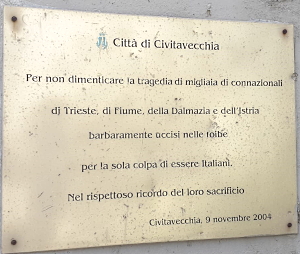 Città di Civitavecchia
Per non dimenticare la tragedia di migliaia di connazionali
di Trieste, di Fiume, della Dalmazia e dell'Istria
barbaramente uccisi nelle foibe
per la sola colpa di essere Italiani.
Nel rispettoso ricordo del loro sacrificio
Civitavecchia, 9 novembre 2004